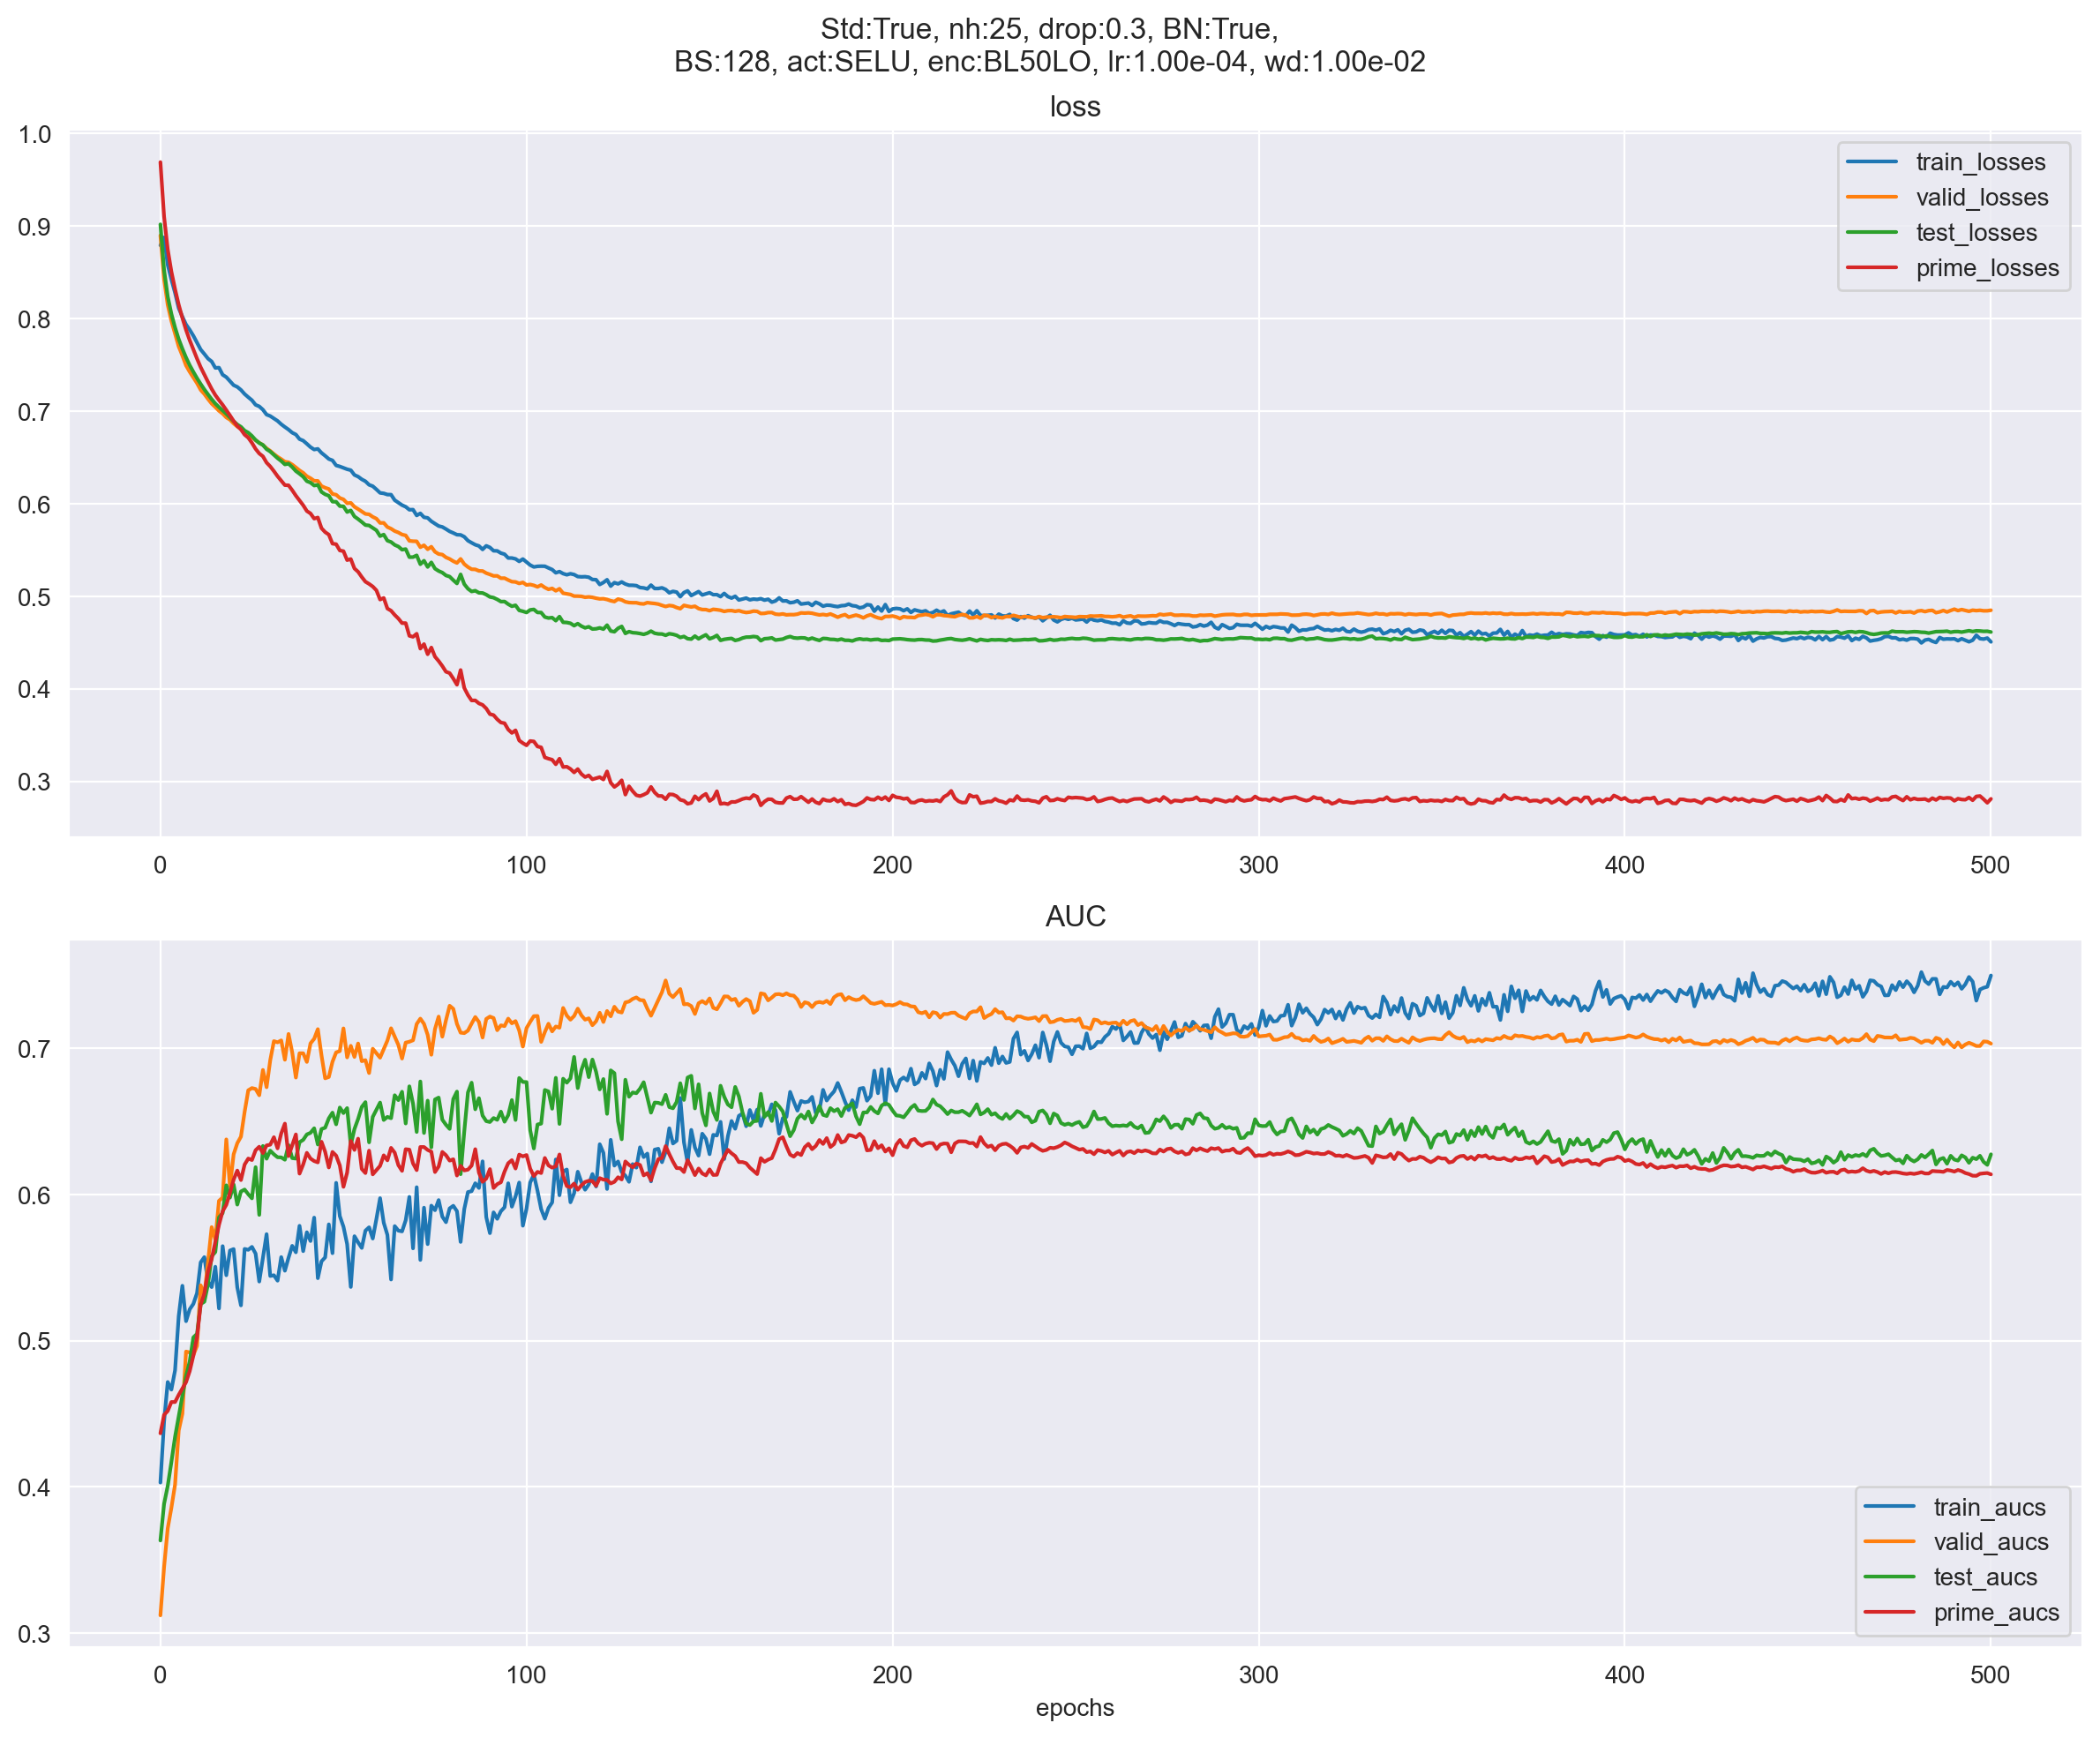 Std:True, nh:25, drop:0.3, BN:True,
BS:128, act:SELU, enc:BL50LO, lr:1.00e-04, wd:1.00e-02
loss
1.0
0.9
0.8
0.7
0.6
0.5
0.4
0.3
train_losses
valid_losses
test_losses
prime_losses
0 100 200 300 400 500
AUC
0.7
0.6
0.5
0.4
0.3
train_aucs
valid_aucs
test_aucs
prime_aucs
0 100 200 300 400 500
epochs